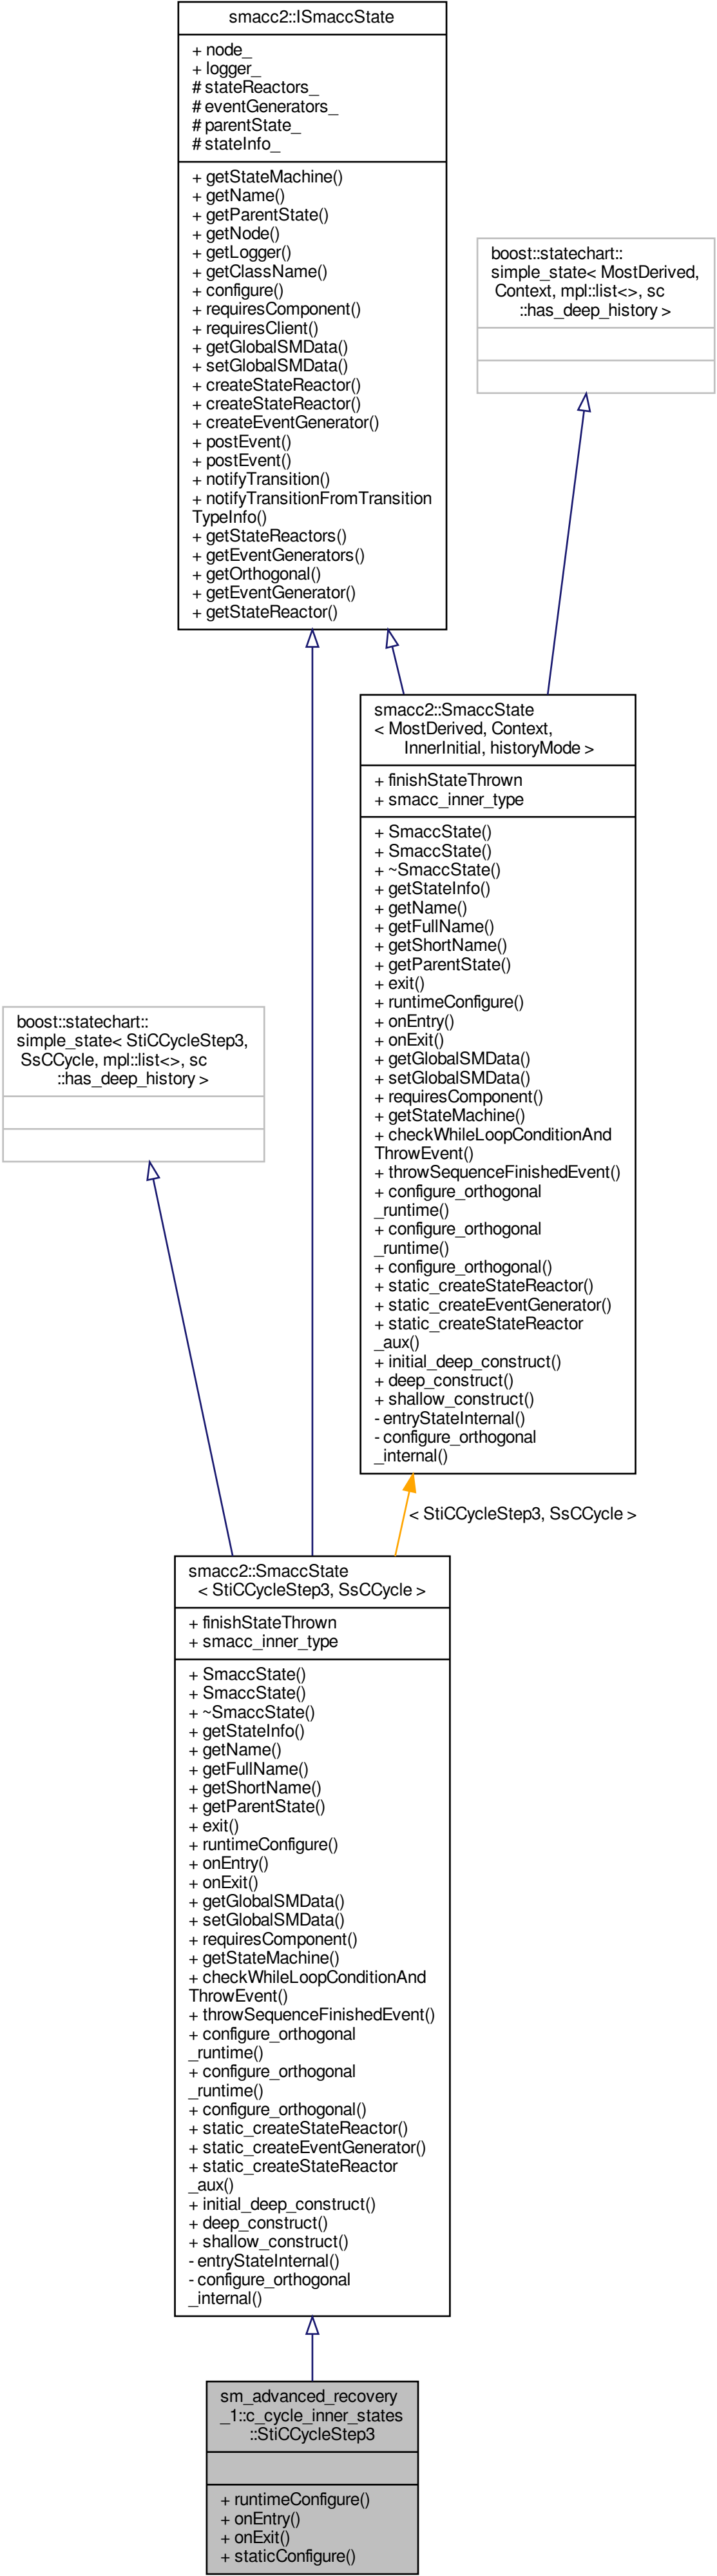 smacc2::ISmaccState
+ node_
+ logger_
# stateReactors_
# eventGenerators_
# parentState_
# stateInfo_
+ getStateMachine()
+ getName()
+ getParentState()
+ getNode()
+ getLogger()
+ getClassName()
+ configure()
+ requiresComponent()
+ requiresClient()
+ getGlobalSMData()
+ setGlobalSMData()
+ createStateReactor()
+ createStateReactor()
+ createEventGenerator()
+ postEvent()
+ postEvent()
+ notifyTransition()
+ notifyTransitionFromTransition
TypeInfo()
+ getStateReactors()
+ getEventGenerators()
+ getOrthogonal()
+ getEventGenerator()
+ getStateReactor()
boost::statechart::
simple_state< MostDerived,
Context, mpl::list<>, sc
::has_deep_history >
smacc2::SmaccState
< MostDerived, Context,
InnerInitial, historyMode >
+ finishStateThrown
+ smacc_inner_type
+ SmaccState()
+ SmaccState()
+ ~SmaccState()
+ getStateInfo()
+ getName()
+ getFullName()
+ getShortName()
+ getParentState()
+ exit()
+ runtimeConfigure()
+ onEntry()
+ onExit()
+ getGlobalSMData()
+ setGlobalSMData()
+ requiresComponent()
+ getStateMachine()
+ checkWhileLoopConditionAnd
ThrowEvent()
+ throwSequenceFinishedEvent()
+ configure_orthogonal
_runtime()
+ configure_orthogonal
_runtime()
+ configure_orthogonal()
+ static_createStateReactor()
+ static_createEventGenerator()
+ static_createStateReactor
_aux()
+ initial_deep_construct()
+ deep_construct()
+ shallow_construct()
- entryStateInternal()
- configure_orthogonal
_internal()
boost::statechart::
simple_state< StiCCycleStep3,
SsCCycle, mpl::list<>, sc
::has_deep_history >
< StiCCycleStep3, SsCCycle >
smacc2::SmaccState
< StiCCycleStep3, SsCCycle >
+ finishStateThrown
+ smacc_inner_type
+ SmaccState()
+ SmaccState()
+ ~SmaccState()
+ getStateInfo()
+ getName()
+ getFullName()
+ getShortName()
+ getParentState()
+ exit()
+ runtimeConfigure()
+ onEntry()
+ onExit()
+ getGlobalSMData()
+ setGlobalSMData()
+ requiresComponent()
+ getStateMachine()
+ checkWhileLoopConditionAnd
ThrowEvent()
+ throwSequenceFinishedEvent()
+ configure_orthogonal
_runtime()
+ configure_orthogonal
_runtime()
+ configure_orthogonal()
+ static_createStateReactor()
+ static_createEventGenerator()
+ static_createStateReactor
_aux()
+ initial_deep_construct()
+ deep_construct()
+ shallow_construct()
- entryStateInternal()
- configure_orthogonal
_internal()
sm_advanced_recovery
_1::c_cycle_inner_states
::StiCCycleStep3
+ runtimeConfigure()
+ onEntry()
+ onExit()
+ staticConfigure()